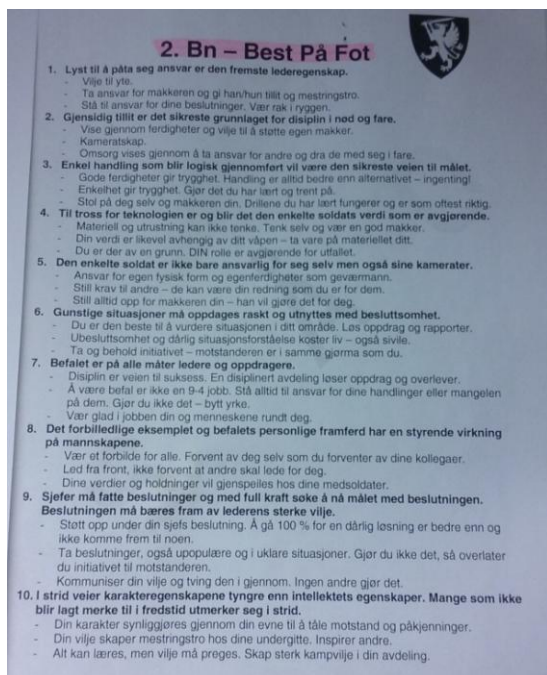 2. Bn – Best På Fot
1. Lyst til å påta seg ansvar er den fremste lederegenskap.
- Vilje til yte.
- Ta ansvar for makkeren og gi han/hun tillit og mestringstro.
- Stå til ansvar for dine beslutninger. Vær rak i ryggen.
2. Gjensidig tillit er det sikreste grunnlaget for disiplin i nød og fare.
- Vise gjennom ferdigheter og vilje til å støtte egen makker.
- Kameratskap.
- Omsorg vises gjennom å ta ansvar for andre og dra de med seg i fare.
3. Enkel handling som blir logisk gjennomført vil være den sikreste veien til målet.
- Gode ferdigheter gir trygghet. Handling er alltid bedre enn alternativet – ingenting!
- Enkelhet gir trygghet. Gjør det du har lært og trent på.
- Stol på deg selv og makkeren din. Drillene du har lært fungerer og er som oftest riktig.
4. Til tross for teknologien er og blir det den enkelte soldats verdi som er avgjørende.
- Materiell og utrustning kan ikke tenke. Tenk selv og vær en god makker.
- Din verdi er likevel avhengig av ditt våpen – ta vare på materiellet ditt.
- Du er der av en grunn. DIN rolle er avgjørende for utfallet.
5. Den enkelte soldat er ikke bare ansvarlig for seg selv men også sine kamerater.
- Ansvar for egen fysisk form og egenferdigheter som geværmann.
- Still krav til andre – de kan være din redning som du er for dem.
- Still alltid opp for makkeren din – han vil gjøre det for deg.
6. Gunstige situasjoner må oppdages raskt og utnyttes med besluttsomhet.
- Du er den beste til å vurdere situasjonen i ditt område. Løs oppdrag og rapporter.
- Ubesluttsomhet og dårlig situasjonsforståelse koster liv – også sivile.
- Ta og behold initiativet – motstanderen er i samme gjørma som du.
7. Befalet er på alle måter ledere og oppdragere.
- Disiplin er veien til suksess. En disiplinert avdeling løser oppdrag og overlever.
- Å være befal er ikke en 9-4 jobb. Stå alltid til ansvar for dine handlinger eller mangelen
på dem. Gjør du ikke det – bytt yrke.
- Vær glad i jobben din og menneskene rundt deg.
8. Det forbilledlige eksemplet og befalets personlige framferd har en styrende virkning
på mannskapene.
- Vær et forbilde for alle. Forvent av deg selv som du forventer av dine kollegaer.
- Led fra front, ikke forvent at andre skal lede for deg.
- Dine verdier og holdninger vil gjenspeiles hos dine medsoldater.
9. Sjefer må fatte beslutninger og med full kraft søke å nå målet med beslutningen.
Beslutningen må bæres fram av lederens sterke vilje.
- Støtt opp under din sjefs beslutning. Å gå 100 % for en dårlig løsning er bedre enn og
ikke komme frem til noen.
- Ta beslutninger, også upopulære og i uklare situasjoner. Gjør du ikke det, så overlater
du initiativet til motstanderen.
- Kommuniser din vilje og tving den i gjennom. Ingen andre gjør det.
10. I strid veier karakteregenskapene tyngre enn intellektets egenskaper. Mange som ikke
blir lagt merke til i fredstid utmerker seg i strid.
- Din karakter synliggjøres gjennom din evne til å tåle motstand og påkjenninger.
- Din vilje skaper mestringstro hos dine undergitte. Inspirer andre.
- Alt kan læres, men vilje må preges. Skap sterk kampvilje i din avdeling.